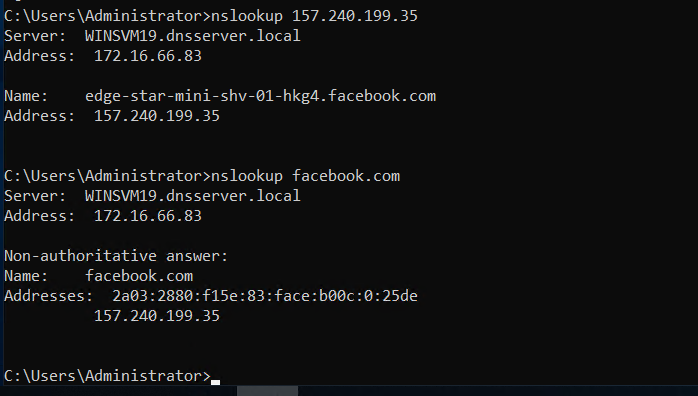 C:\Users\Administrator>nslookup 157.240.199.35
Server:  WINSVM19.dnsserver.local
Address:  172.16.66.83
Name:    edge-star-mini-shv-01-hkg4.facebook.com
Address:  157.240.199.35
C:\Users\Administrator>nslookup facebook.com
Server:  WINSVM19.dnsserver.local
Address:  172.16.66.83
Non-authoritative answer:
Name:    facebook.com
Addresses:  2a03:2880:f15e:83:face:b00c:0:25de
          157.240.199.35
C:\Users\Administrator>